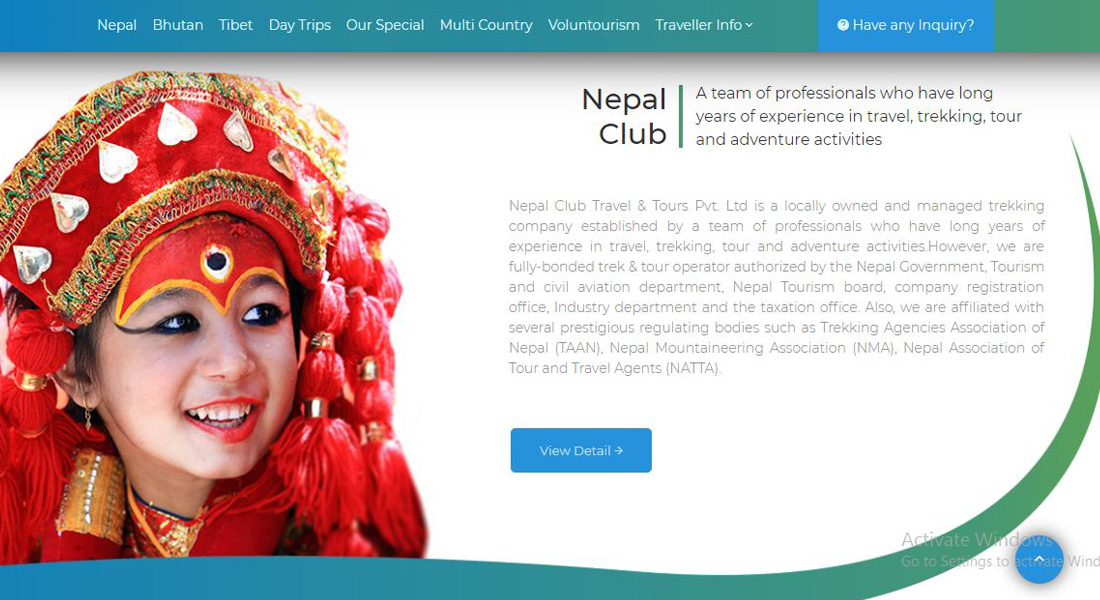 Nepal Bhutan Tibet Day Trips Our Special Multi Country Voluntourism Traveller Info Have any Inquiry?
Nepal
Club
A team of professionals who have long
years of experience in travel, trekking, tour
and adventure activities
Nepal Club Travel & Tours Pvt. Ltd is a locally owned and managed trekking
company established by a team of professionals who have long years of
experience in travel, trekking, tour and adventure activities.However, we are
fully-bonded trek & tour operator authorized by the Nepal Government, Tourism
and civil aviation department, Nepal Tourism board, company registration
office, Industry department and the taxation office. Also, we are affiliated with
several prestigious regulating bodies such as Trekking Agencies Association of
Nepal (TAAN), Nepal Mountaineering Association (NMA), Nepal Association of
Tour and Travel Agents (NATTA).
View Detail →
Activate Windows
Go to Settings to activate Wind